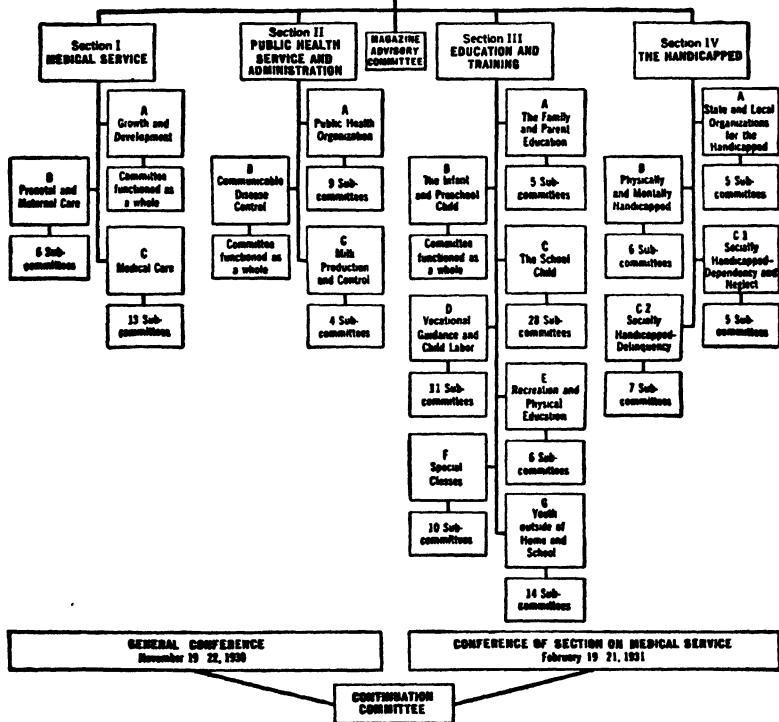 Section I
MEDICAL SERVICE
Section II
PUBLIC HEALTH
SERVICE AND
ADMINISTRATION
MAGAZINE
ADVISORY
COMMITTEE
Section III
EDUCATION AND
TRAINING
Section IV
THE HANDICAPPED
A
Growth and
Development
Committee
functioned as
a whole
B
Prenatal and
Maternal Care
6 Sub-
committees
C
Medical Care
13 Sub-
committees
A
Public Health
Organization
9 Sub-
committees
B
Communicable
Disease
Control
Committee
functioned as
a whole
C
Milk
Production
and Control
4 Sub-
committees
A
The Family
and Parent
Education
5 Sub-
committees
B
The Infant
and Preschool
Child
Committee
functioned as
a whole
C
The School
Child
28 Sub-
committees
D
Vocational
Guidance and
Child Labor
11 Sub-
committees
E
Recreation and
Physical
Education
6 Sub-
committees
F
Special
Classes
10 Sub-
committees
G
Youth
outside of
Home and
School
14 Sub-
committees
A
State and Local
Organizations
for the
Handicapped
5 Sub-
committees
B
Physically
and Mentally
Handicapped
6 Sub-
committees
C 1
Socially
Handicapped-
Dependency and
Neglect
5 Sub-
committees
C 2
Socially
Handicapped-
Delinquency
7 Sub-
committees
GENERAL CONFERENCE
November 19 22, 1930
CONFERENCE OF SECTION ON MEDICAL SERVICE
February 19 21, 1931
CONTINUATION
COMMITTEE